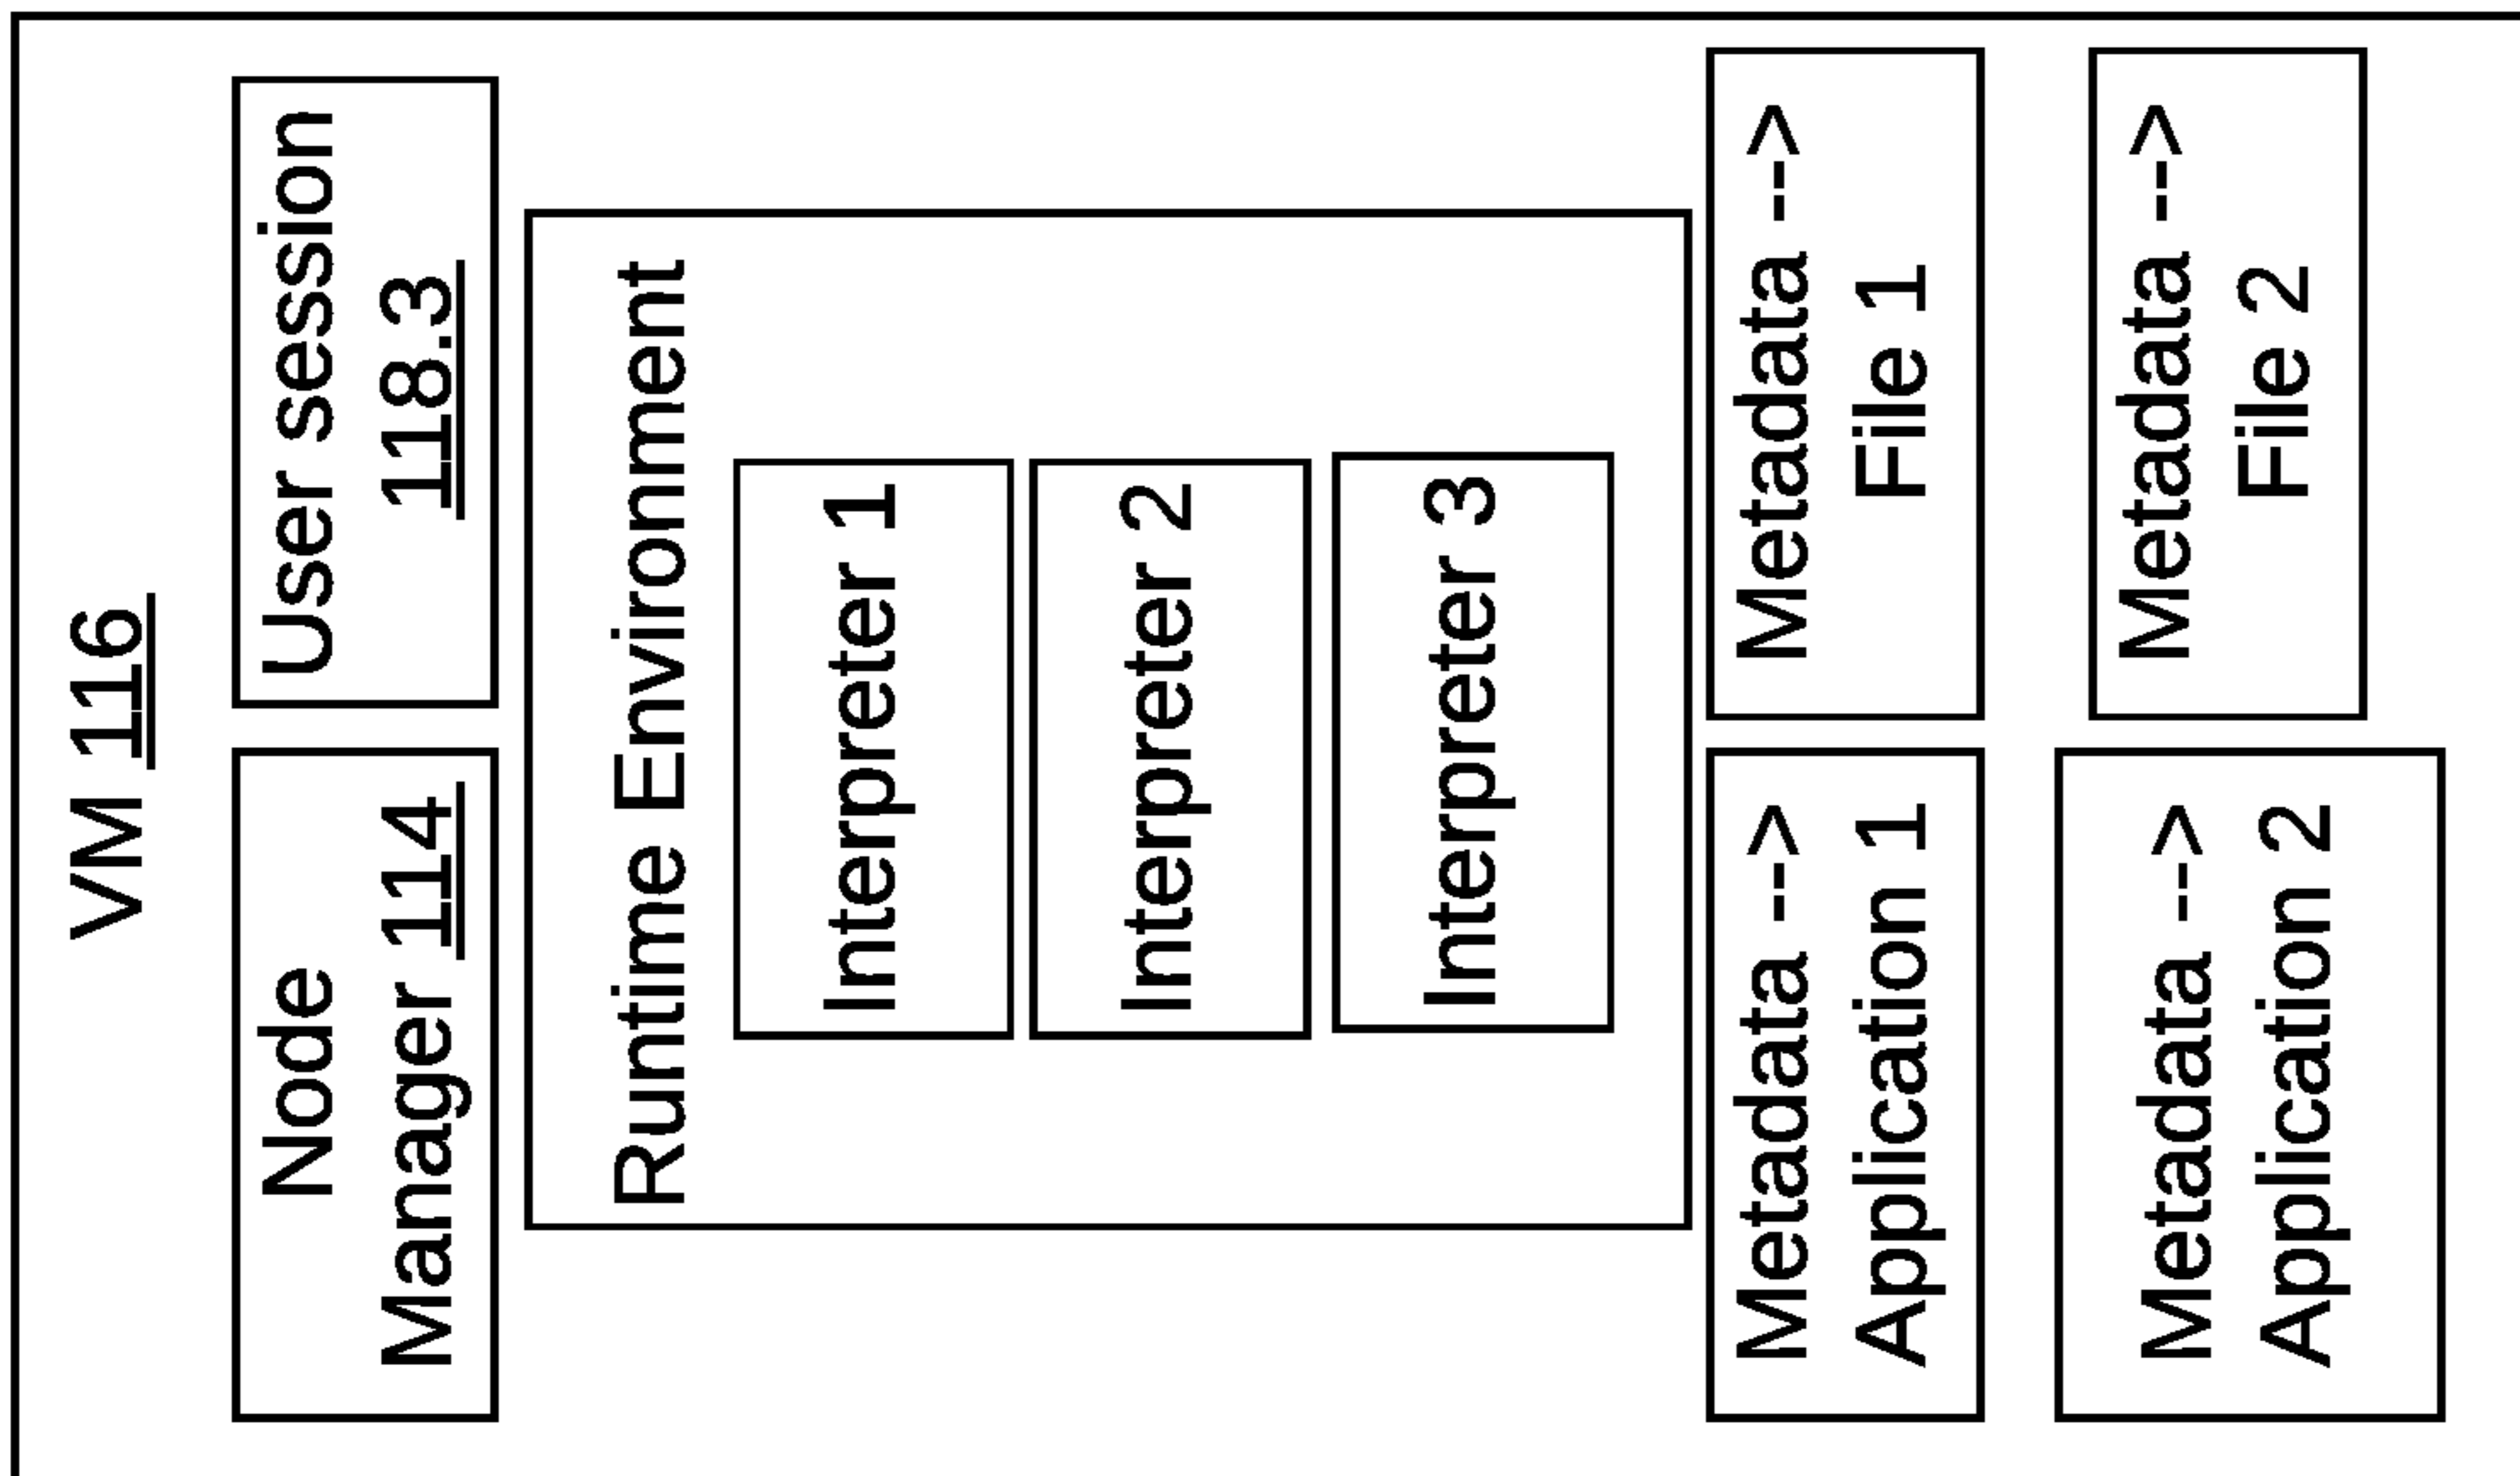 VM 116
Node
Manager 114
User session
118.3
Runtime Environment
Interpreter 1
Interpreter 2
Interpreter 3
Metadata -->
Application 1
Metadata -->
File 1
Metadata -->
Application 2
Metadata -->
File 2